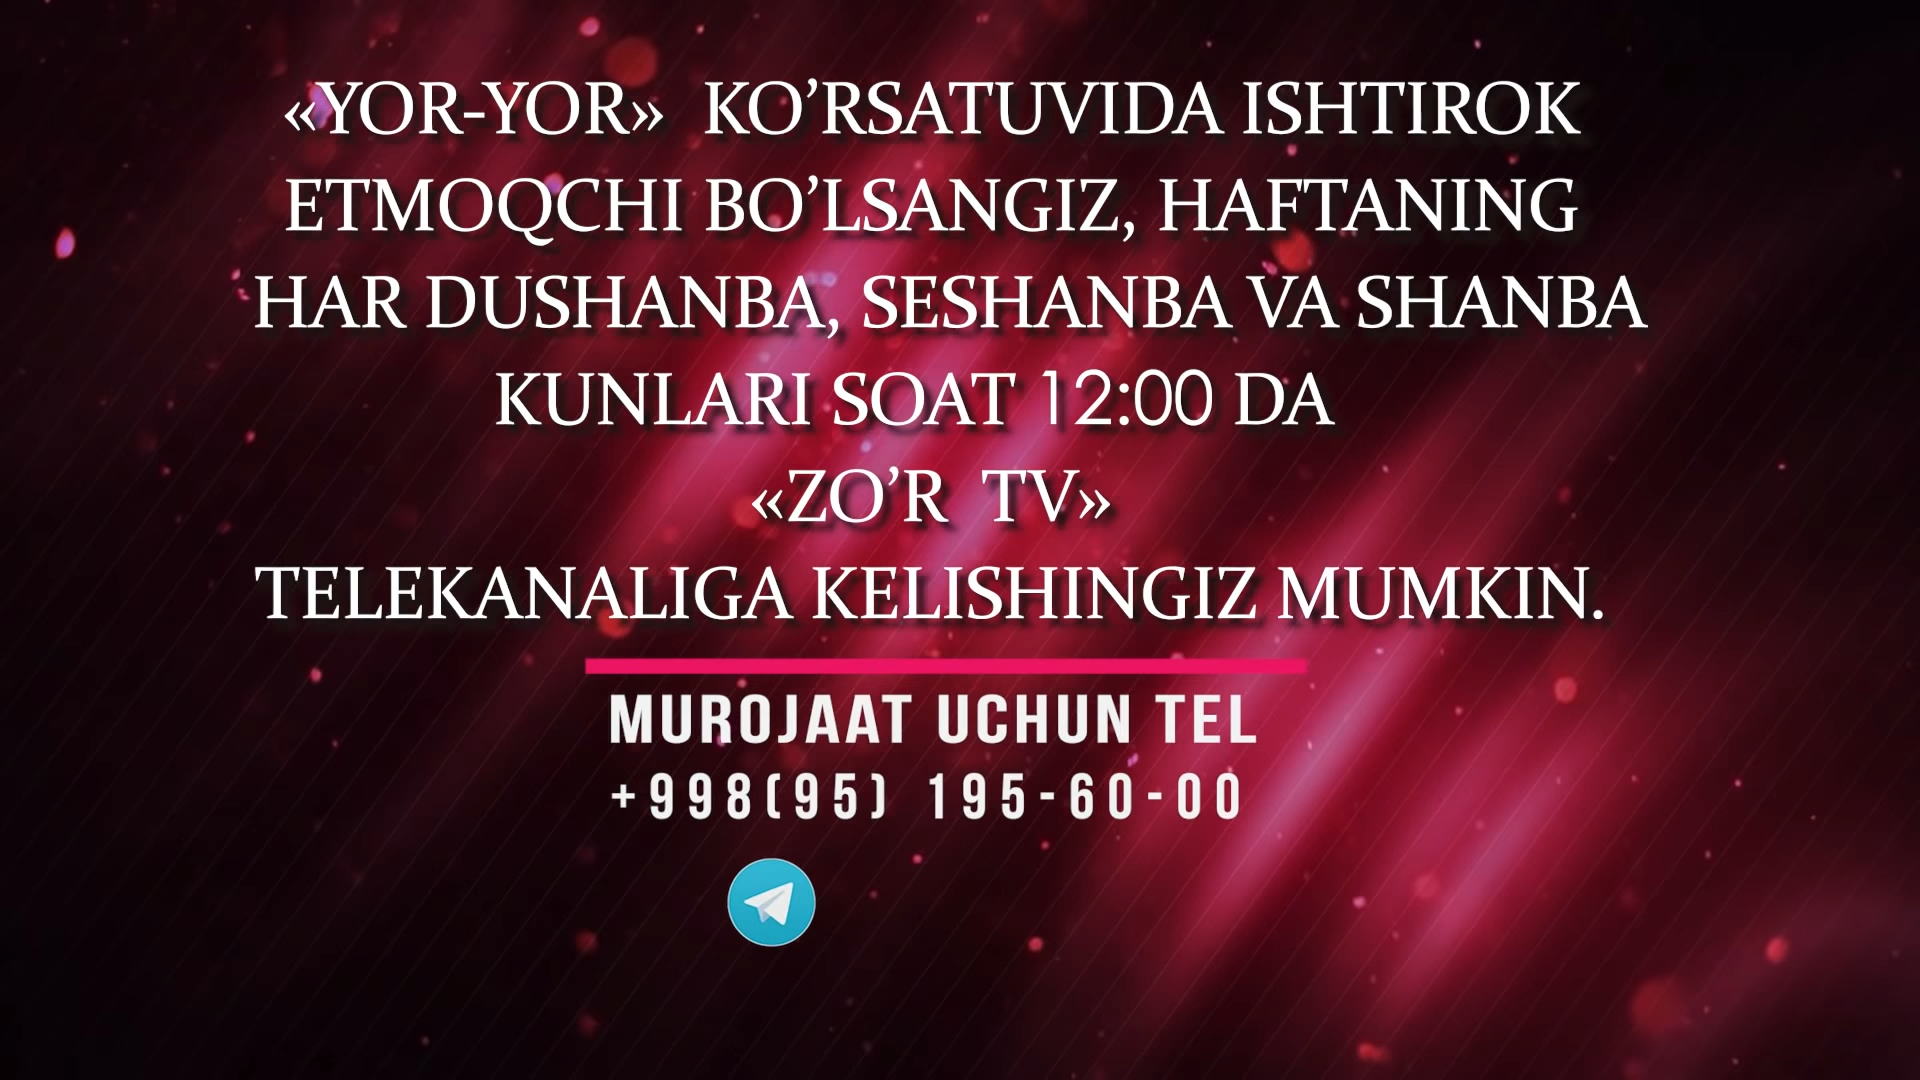 «YOR-YOR» KO’RSATUVIDA ISHTIROK
ETMOQCHI BO’LSANGIZ, HAFTANING
HAR DUSHANBA, SESHANBA VA SHANBA
KUNLARI SOAT 12:00 DA
«ZO’R TV»
TELEKANALIGA KELISHINGIZ MUMKIN.
MUROJAAT UCHUN TEL
+998(95) 195-60-00